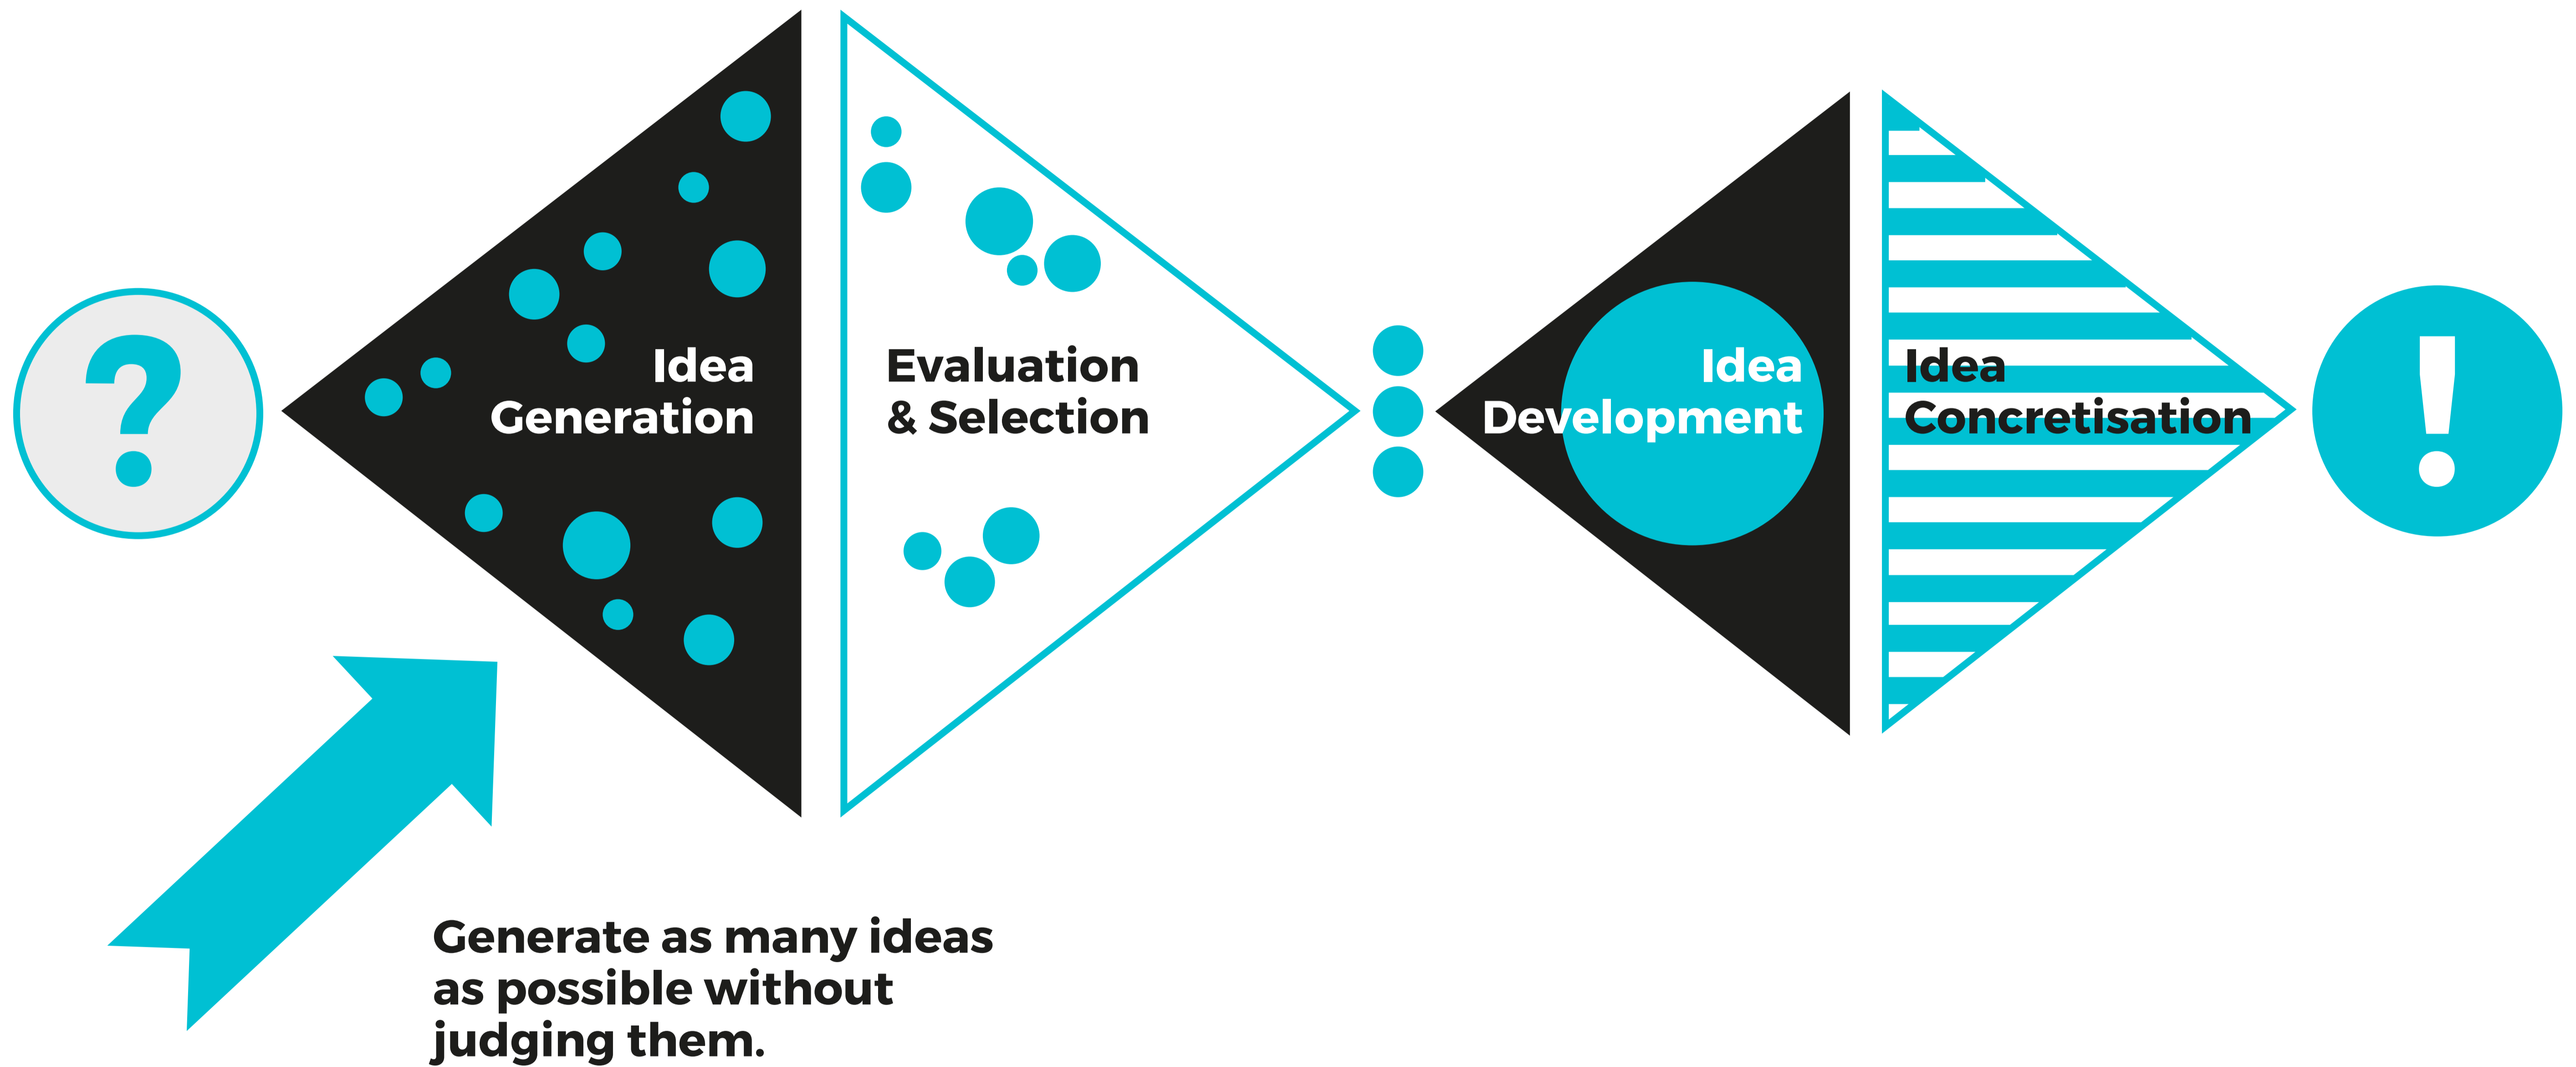 ?
Idea
Generation
Evaluation
& Selection
Idea
Development
Idea
Concretisation
!
Generate as many ideas
as possible without
judging them.